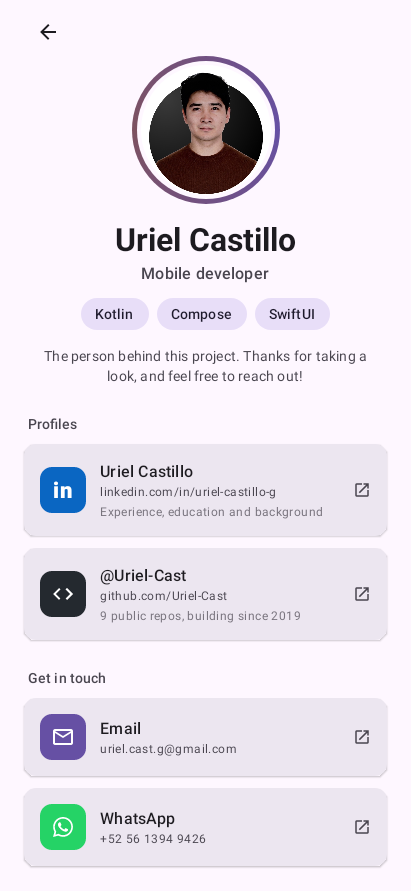 Uriel Castillo
Mobile developer
Kotlin
Compose
SwiftUI
The person behind this project. Thanks for taking a
look, and feel free to reach out!
Profiles
in
Uriel Castillo
linkedin.com/in/uriel-castillo-g
Experience, education and background
@Uriel-Cast
github.com/Uriel-Cast
9 public repos, building since 2019
Get in touch
Email
uriel.cast.g@gmail.com
WhatsApp
+52 56 1394 9426